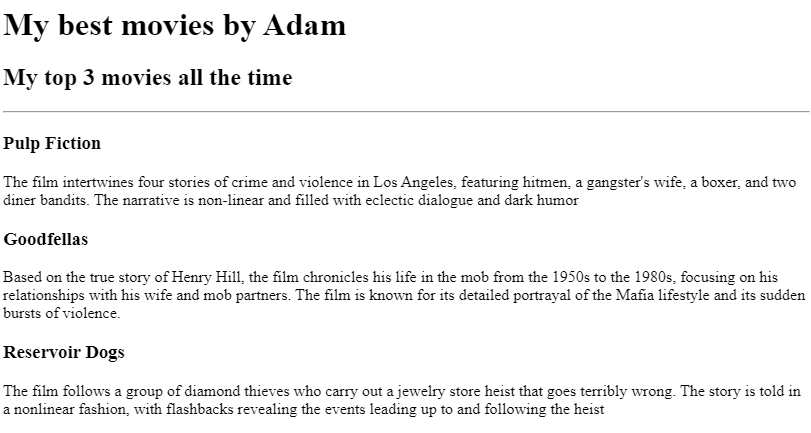 My best movies by Adam
My top 3 movies all the time
Pulp Fiction
The film intertwines four stories of crime and violence in Los Angeles, featuring hitmen, a gangster's wife, a boxer, and two
diner bandits. The narrative is non-linear and filled with eclectic dialogue and dark humor
Goodfellas
Based on the true story of Henry Hill, the film chronicles his life in the mob from the 1950s to the 1980s, focusing on his
relationships with his wife and mob partners. The film is known for its detailed portrayal of the Mafia lifestyle and its sudden
bursts of violence.
Reservoir Dogs
The film follows a group of diamond thieves who carry out a jewelry store heist that goes terribly wrong. The story is told in
a nonlinear fashion, with flashbacks revealing the events leading up to and following the heist